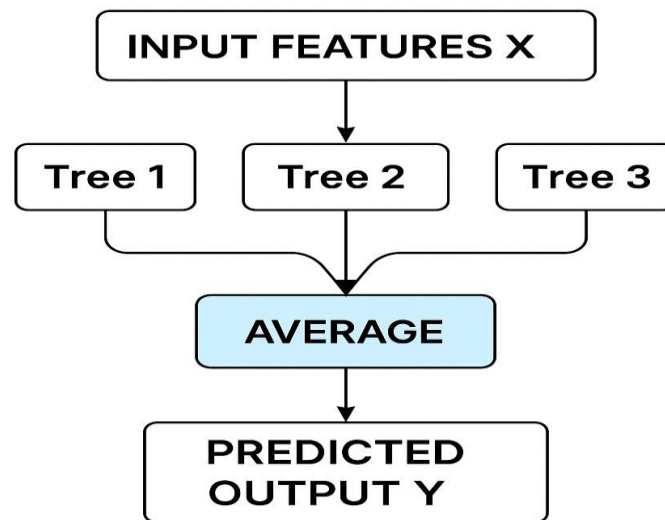 INPUT FEATURES X
Tree 1
Tree 2
Tree 3
AVERAGE
PREDICTED
OUTPUT Y